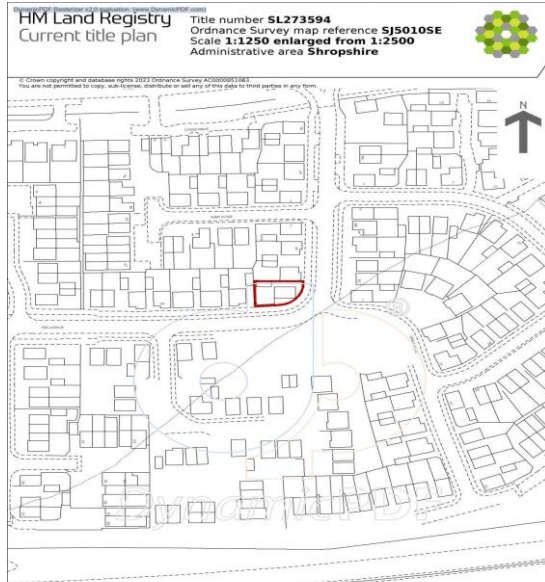 DynamicPDF Rasterizer v2.0 evaluation. (www.DynamicPDF.com)
HM Land Registry
Current title plan
Title number SL273594
Ordnance Survey map reference SJ5010SE
Scale 1:1250 enlarged from 1:2500
Administrative area Shropshire
© Crown copyright and database rights 2023 Ordnance Survey AC0000851063.
You are not permitted to copy, sub-license, distribute or sell any of this data to third parties in any form.
N
®
DynamicPDF